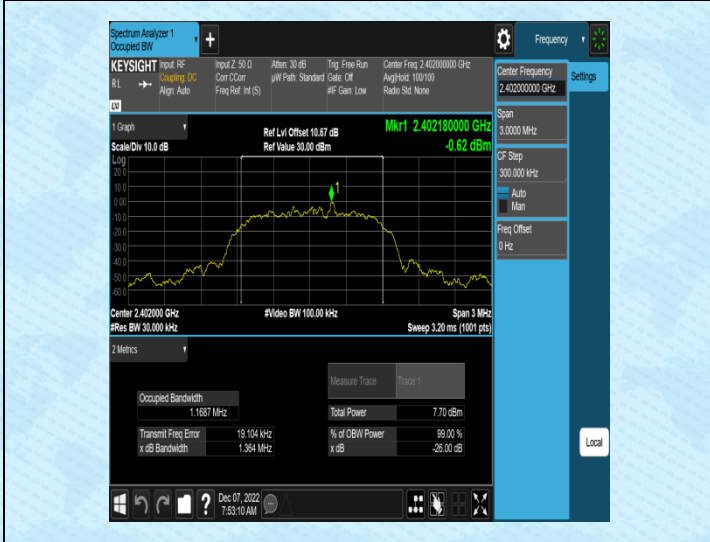 Spectrum Analyzer 1
Occupied BW
Frequency
KEYSIGHT Input: RF Input Z: 50 Ω Atten: 30 dB Trig: Free Run Center Freq: 2.402000000 GHz
R L Coupling: DC Corr CCorr µW Path: Standard Gate: Off Avg|Hold: 100/100
Align: Auto Freq Ref: Int (S) #IF Gain: Low Radio Std: None
LXI
1 Graph
Ref Lvl Offset 10.67 dB
Mkr1 2.402180000 GHz
Scale/Div 10.0 dB
Ref Value 30.00 dBm
-0.62 dBm
Log
20.0
10.0
0.00
-10.0
-20.0
-30.0
-40.0
-50.0
-60.0
1
Center 2.402000 GHz #Video BW 100.00 kHz Span 3 MHz
#Res BW 30.000 kHz Sweep 3.20 ms (1001 pts)
2 Metrics
Measure Trace Trace 1
Occupied Bandwidth
1.1687 MHz
Total Power 7.70 dBm
Transmit Freq Error 19.104 kHz
% of OBW Power 99.00 %
x dB Bandwidth 1.364 MHz
x dB -26.00 dB
Center Frequency
2.402000000 GHz
Settings
Span
3.0000 MHz
CF Step
300.000 kHz
Auto
Man
Freq Offset
0 Hz
Local
?
Dec 07, 2022
7:53:10 AM